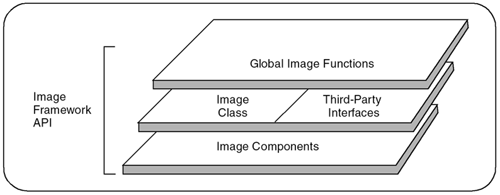 Global Image Functions
Image
Framework
API
Image
Class
Third-Party
Interfaces
Image Components